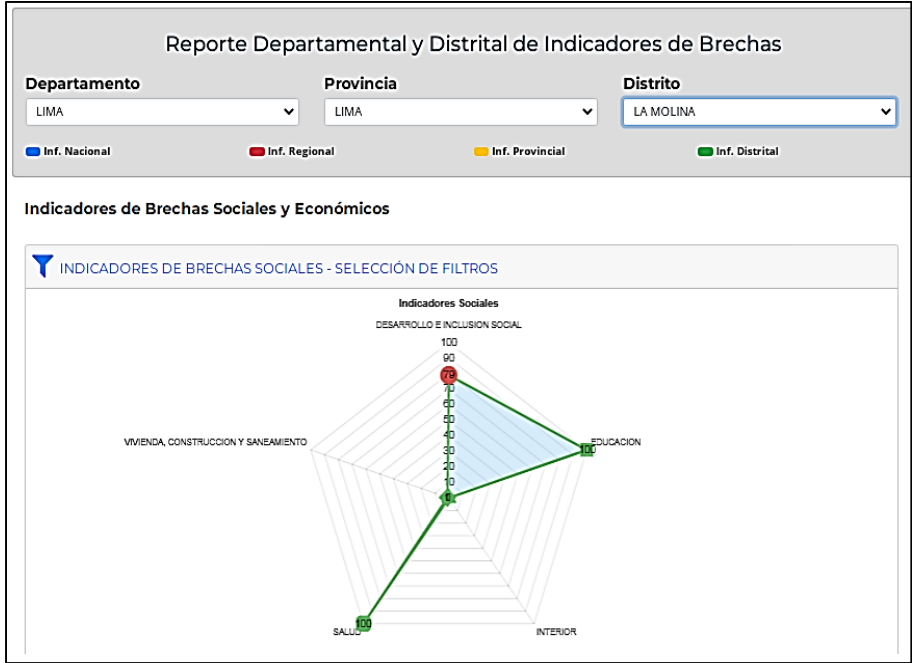 Reporte Departamental y Distrital de Indicadores de Brechas
Departamento Provincia Distrito
LIMA LIMA LA MOLINA
Inf. Nacional Inf. Regional Inf. Provincial Inf. Distrital
Indicadores de Brechas Sociales y Económicos
INDICADORES DE BRECHAS SOCIALES - SELECCIÓN DE FILTROS
Indicadores Sociales
DESARROLLO E INCLUSION SOCIAL
100
90
79
70
60
50
40
VIVIENDA, CONSTRUCCION Y SANEAMIENTO 100 EDUCACION
30
20
10
0
100
SALUD INTERIOR